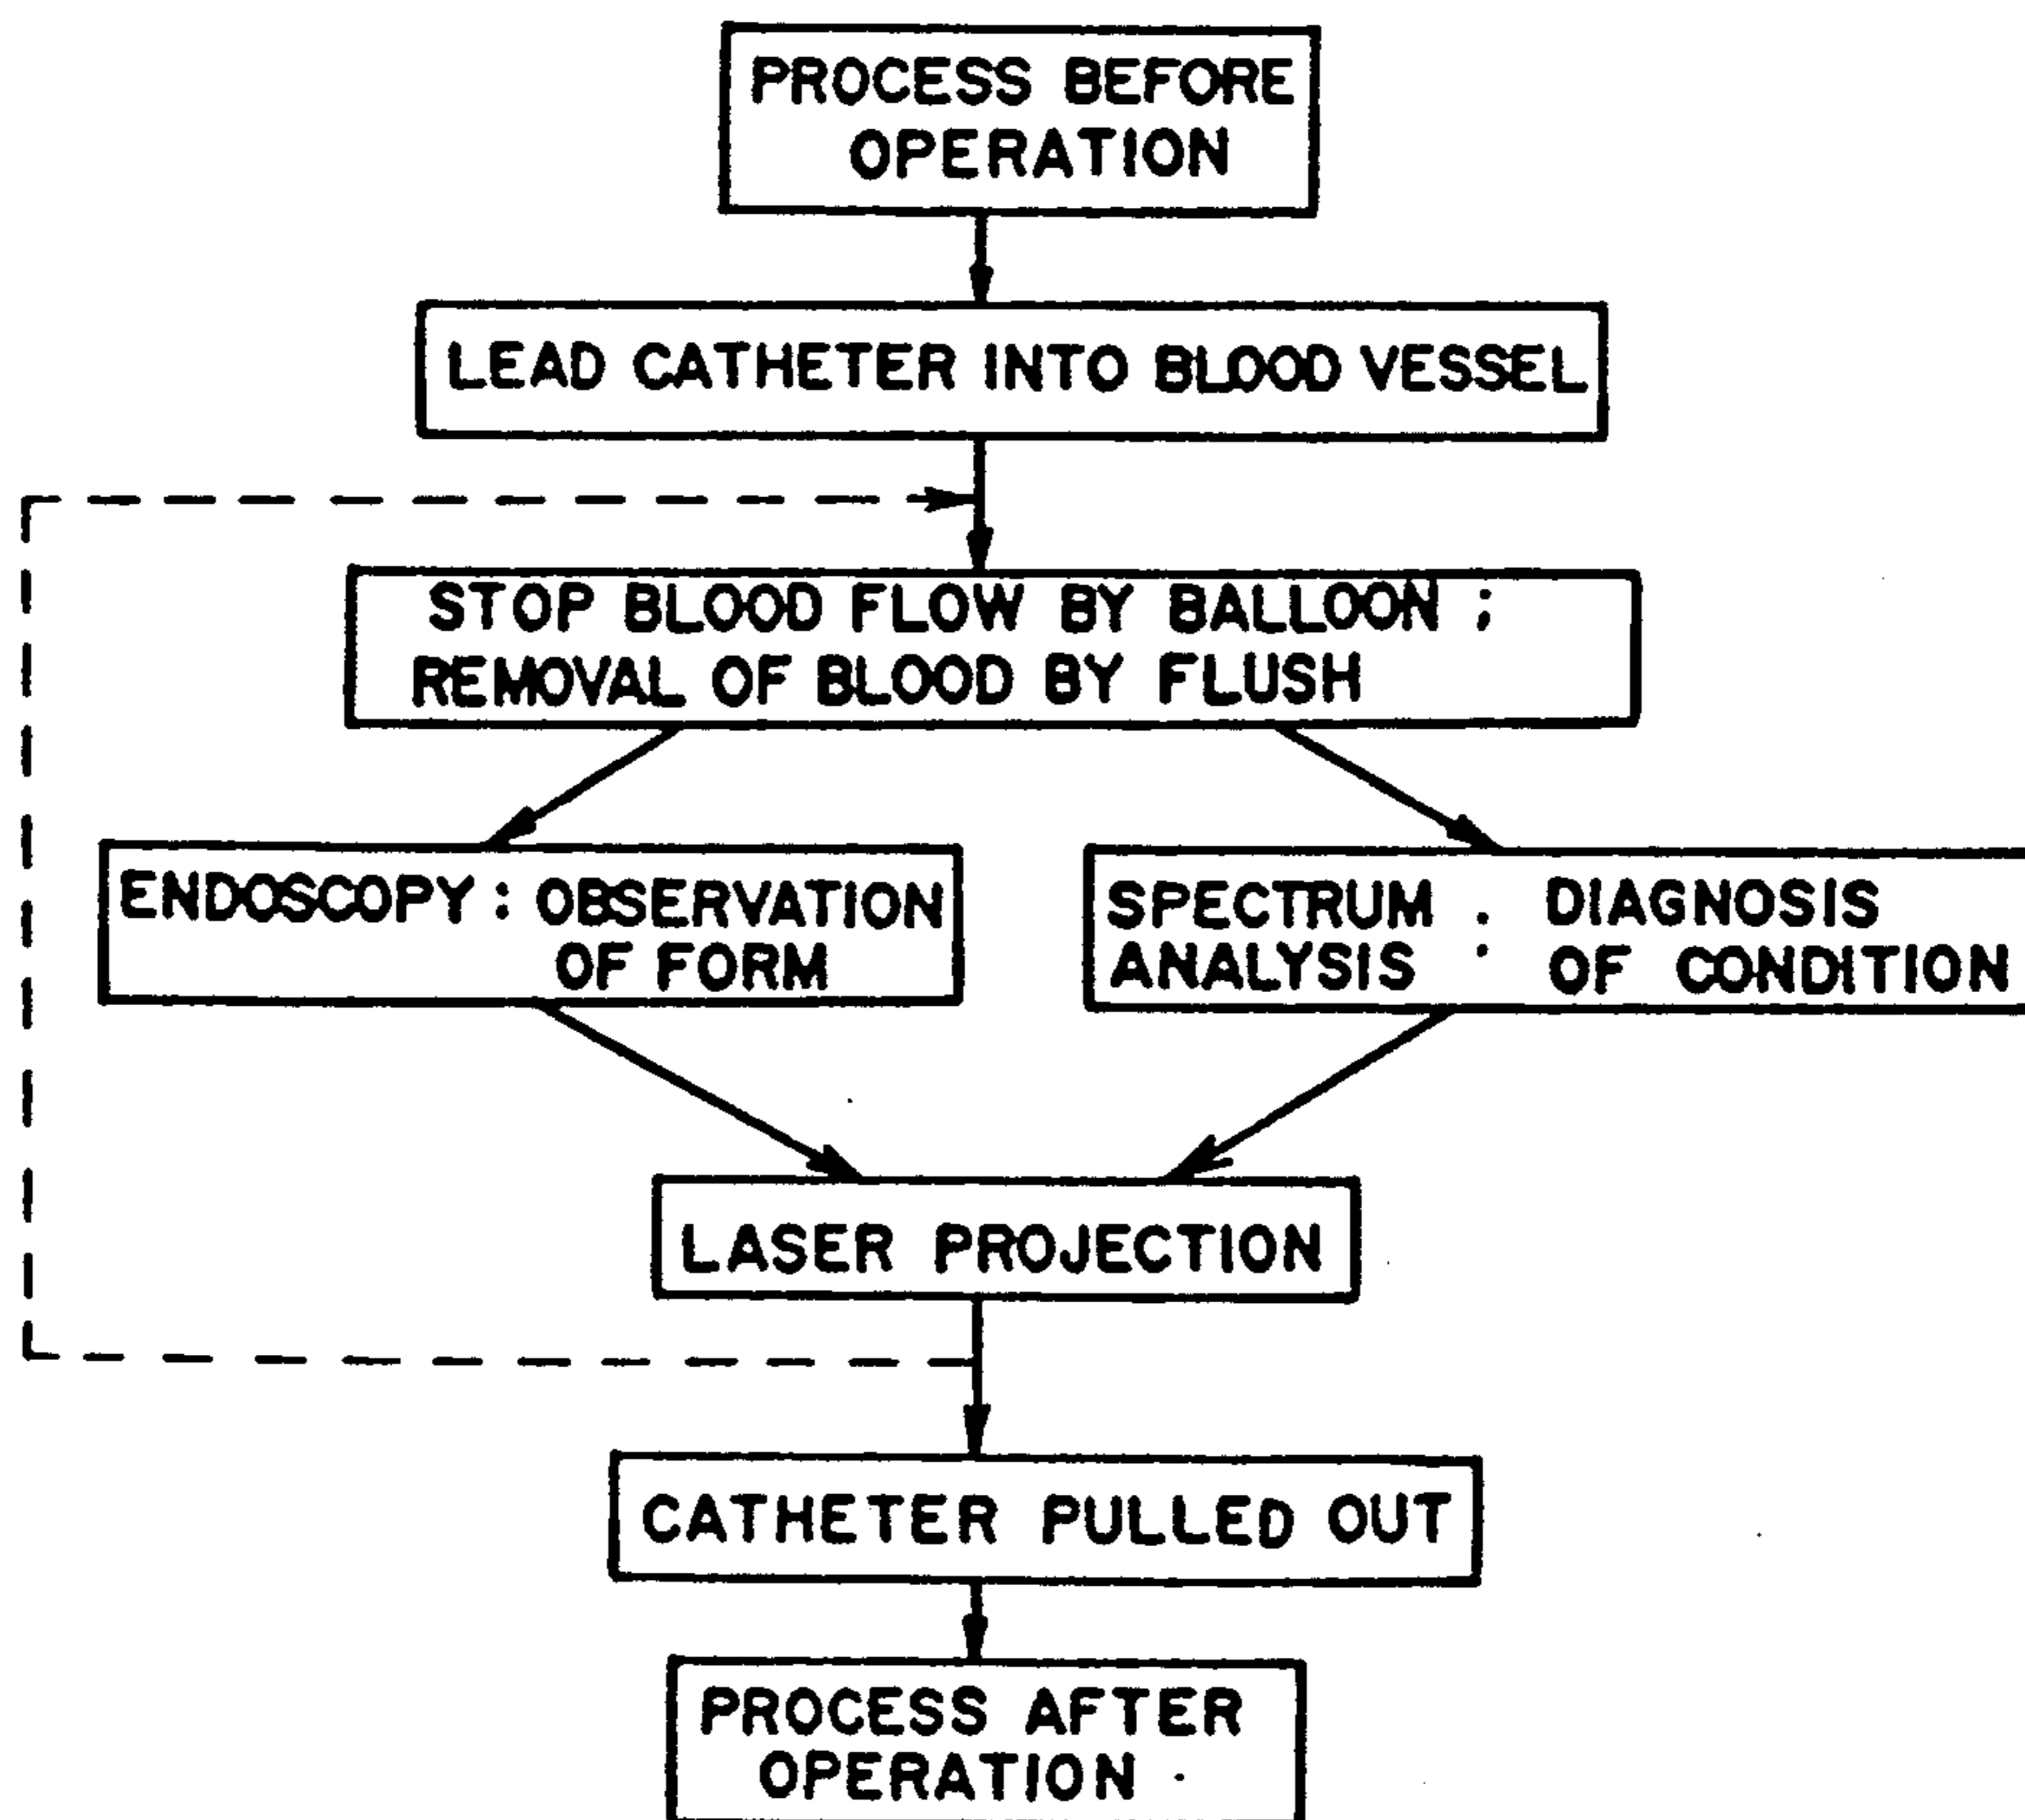 PROCESS BEFORE
OPERATION
LEAD CATHETER INTO BLOOD VESSEL
STOP BLOOD FLOW BY BALLOON ;
REMOVAL OF BLOOD BY FLUSH
ENDOSCOPY : OBSERVATION
OF FORM
SPECTRUM : DIAGNOSIS
ANALYSIS : OF CONDITION
LASER PROJECTION
CATHETER PULLED OUT
PROCESS AFTER
OPERATION